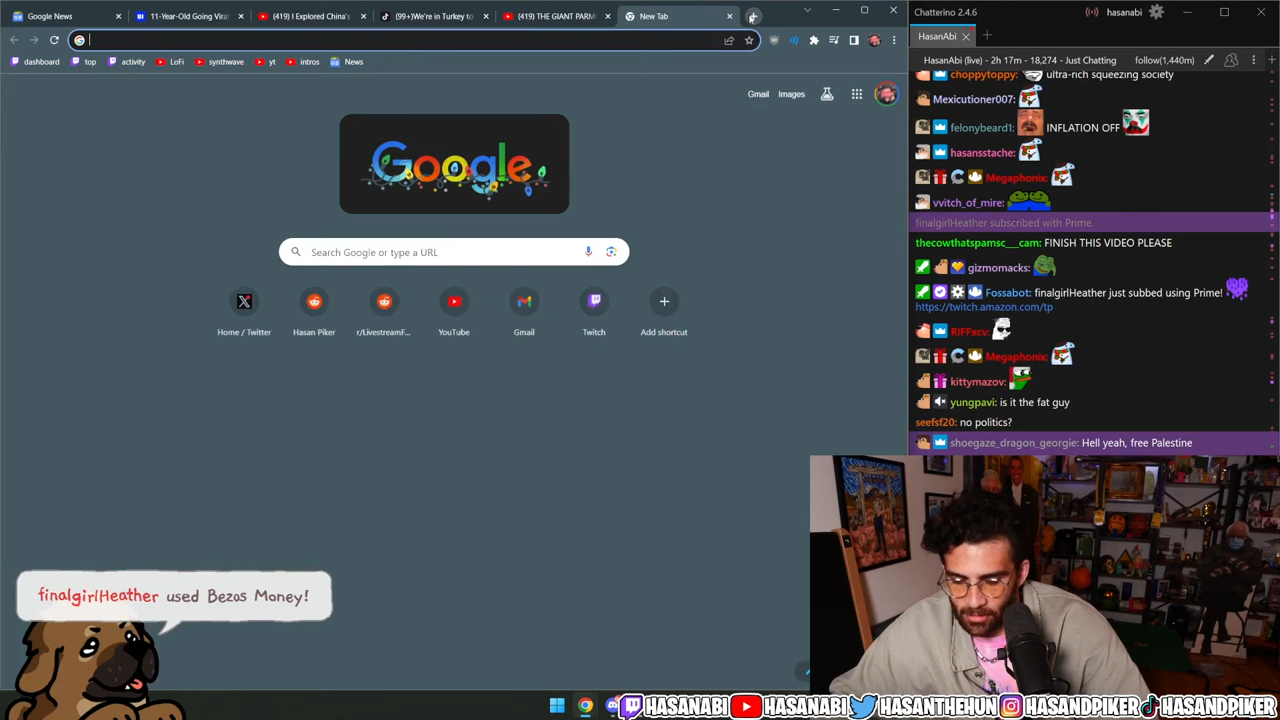 Google News
11-Year-Old Going Viral
(419) I Explored China's
(99+)We're in Turkey to
(419) THE GIANT PARM
New Tab
dashboard
top
activity
LoFi
synthwave
yt
intros
News
Gmail
Images
Google
Search Google or type a URL
Home / Twitter
Hasan Piker
r/LivestreamF...
YouTube
Gmail
Twitch
Add shortcut
finalgirlHeather used Bezos Money!
Chatterino 2.4.6
hasanabi
HasanAbi
HasanAbi (live) - 2h 17m - 18,274 - Just Chatting
follow(1,440m)
choppytoppy: ultra-rich squeezing society
Mexicutioner007:
felonybeard1: INFLATION OFF
hasansstache:
Megaphonix:
vvitch_of_mire:
finalgirlHeather subscribed with Prime.
thecowthatspamsc___cam: FINISH THIS VIDEO PLEASE
gizmomacks:
Fossabot: finalgirlHeather just subbed using Prime!
https://twitch.amazon.com/tp
RIFFxcv:
Megaphonix:
kittymazov:
yungpavi: is it the fat guy
seefsf20: no politics?
shoegaze_dragon_georgie: Hell yeah, free Palestine
HASANABI
HASANABI
HASANTHEHUN
HASANDPIKER
HASANDPIKER